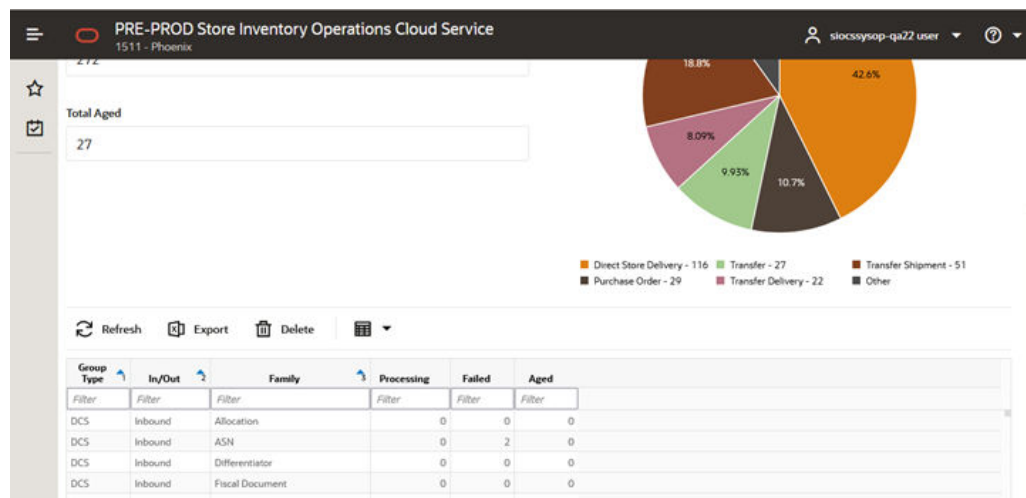 PRE-PROD Store Inventory Operations Cloud Service
1511 - Phoenix
siocssysop-qa22 user
272
Total Aged
27
18.8%
42.6%
8.09%
9.93%
10.7%
Direct Store Delivery - 116 Transfer - 27 Transfer Shipment - 51
Purchase Order - 29 Transfer Delivery - 22 Other
Refresh Export Delete
Group Type 1 In/Out 2 Family 3 Processing Failed Aged
Filter Filter Filter Filter Filter Filter
DCS Inbound Allocation 0 0 0
DCS Inbound ASN 0 2 0
DCS Inbound Differentiator 0 0 0
DCS Inbound Fiscal Document 0 0 0